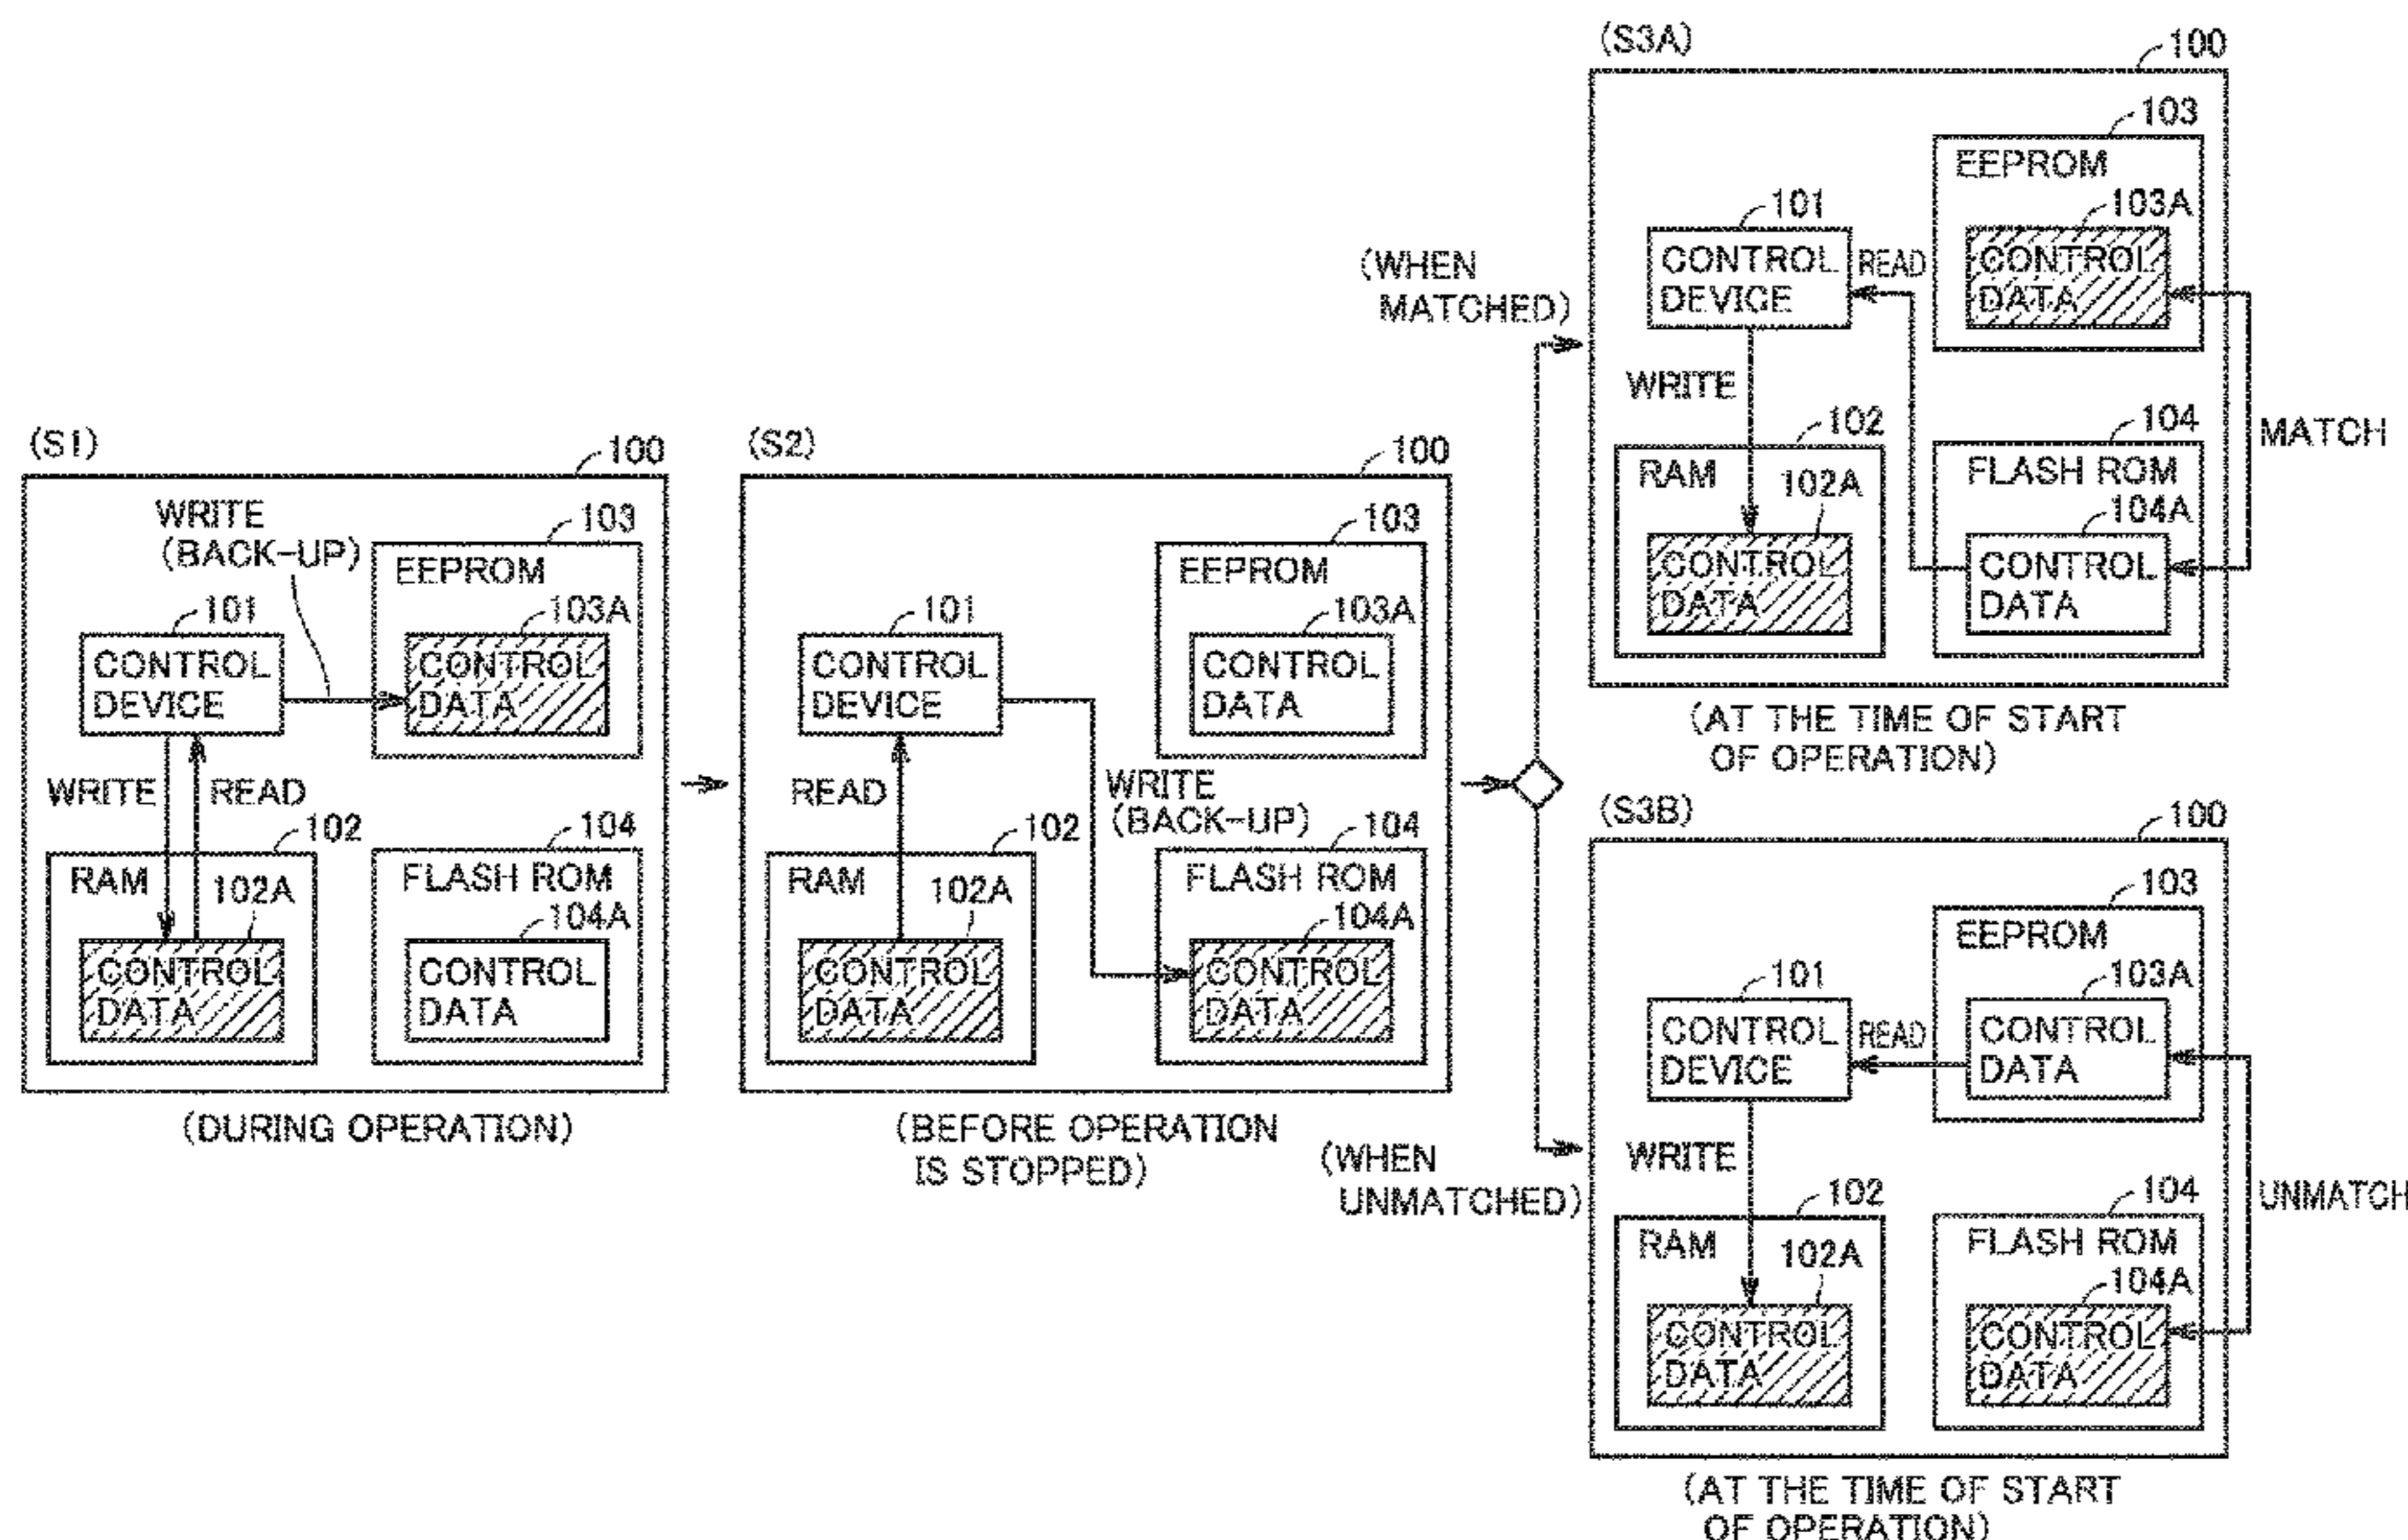 (S1)
100
WRITE
(BACK-UP)
103
EEPROM
103A
CONTROL
DATA
101
CONTROL
DEVICE
WRITE
READ
102
RAM
102A
CONTROL
DATA
104
FLASH ROM
104A
CONTROL
DATA
(DURING OPERATION)
(S2)
100
103
EEPROM
103A
CONTROL
DATA
101
CONTROL
DEVICE
READ
WRITE
(BACK-UP)
102
RAM
102A
CONTROL
DATA
104
FLASH ROM
104A
CONTROL
DATA
(BEFORE OPERATION
IS STOPPED)
(WHEN
MATCHED)
(WHEN
UNMATCHED)
(S3A)
100
103
EEPROM
103A
CONTROL
DATA
101
CONTROL
DEVICE
READ
WRITE
102
RAM
102A
CONTROL
DATA
104
FLASH ROM
104A
CONTROL
DATA
MATCH
(AT THE TIME OF START
OF OPERATION)
(S3B)
100
103
EEPROM
103A
CONTROL
DATA
101
CONTROL
DEVICE
READ
WRITE
102
RAM
102A
CONTROL
DATA
104
FLASH ROM
104A
CONTROL
DATA
UNMATCH
(AT THE TIME OF START
OF OPERATION)